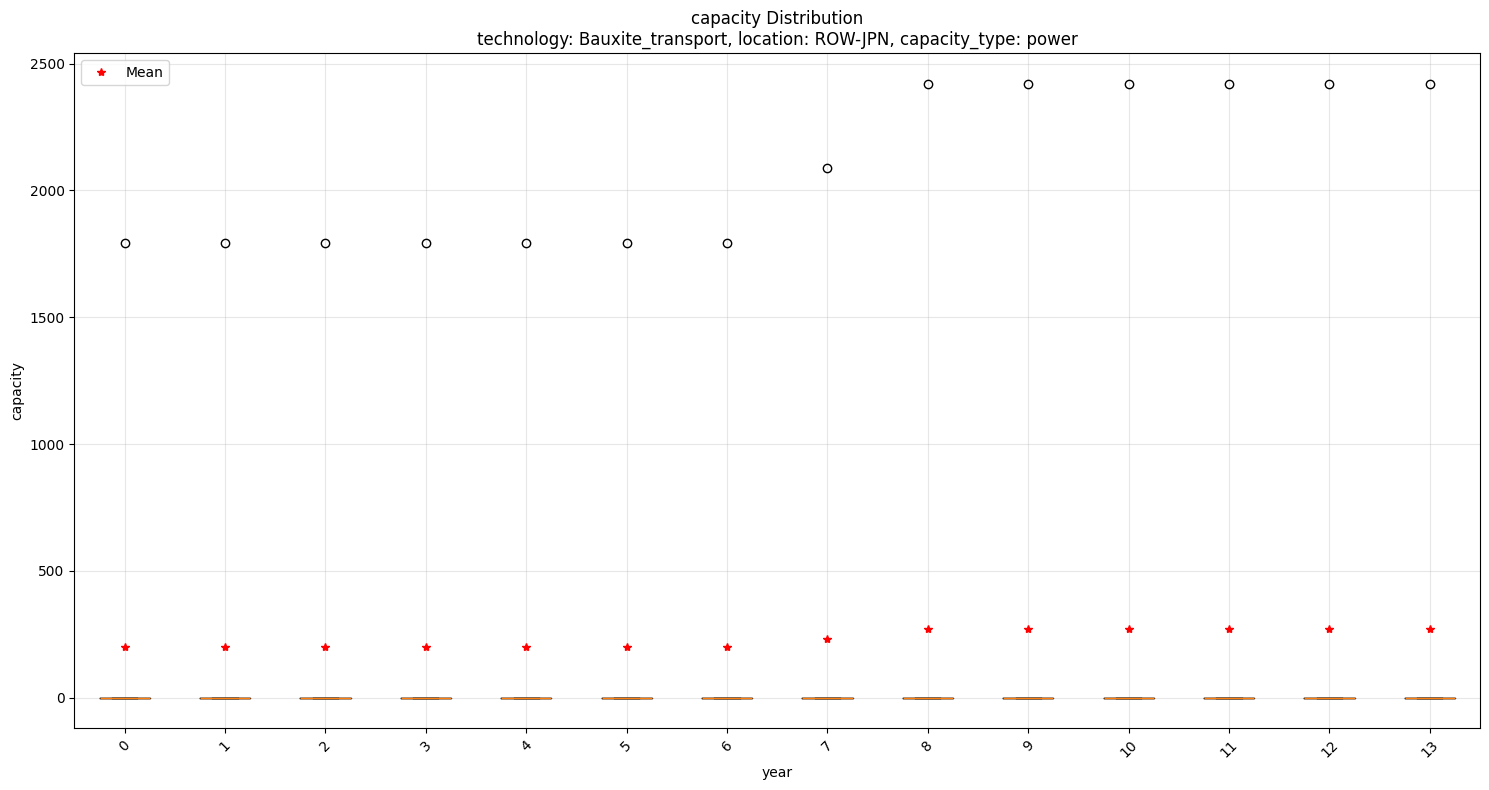 capacity Distribution
technology: Bauxite_transport, location: ROW-JPN, capacity_type: power
Mean
2500
2000
1500
1000
500
0
capacity
0 1 2 3 4 5 6 7 8 9 10 11 12 13
year